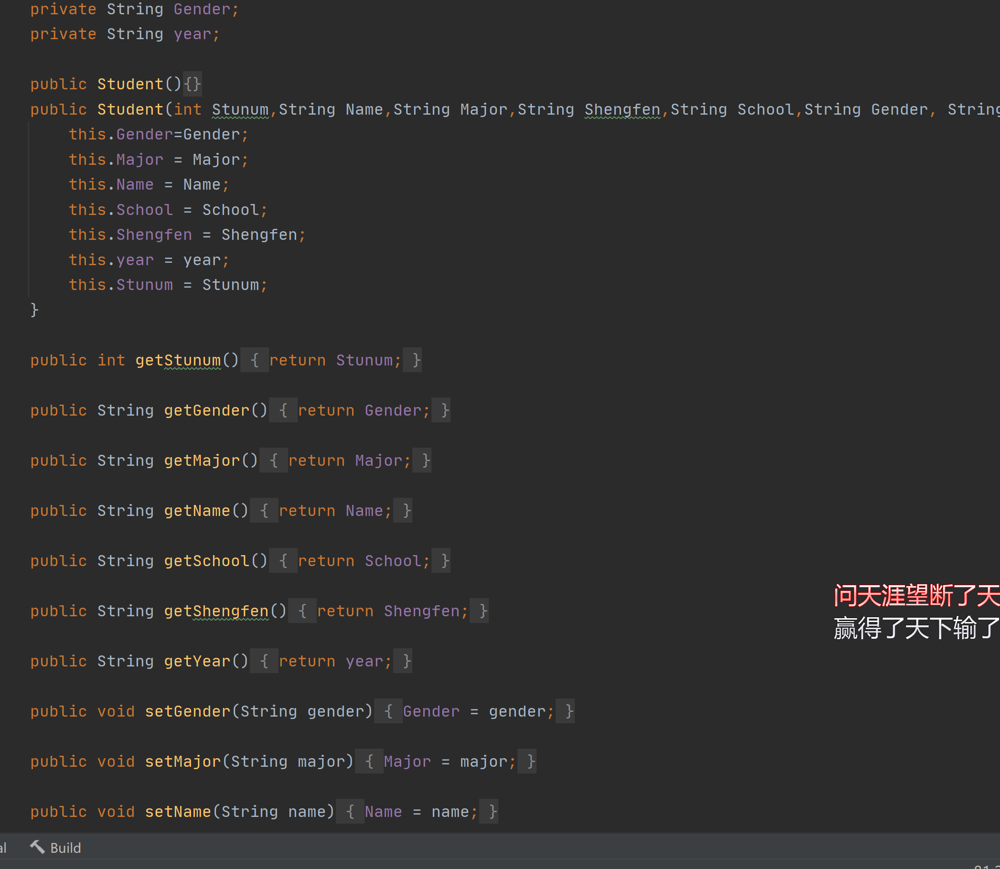 private String Gender;
private String year;
public Student(){}
public Student(int Stunum,String Name,String Major,String Shengfen,String School,String Gender, String
this.Gender=Gender;
this.Major = Major;
this.Name = Name;
this.School = School;
this.Shengfen = Shengfen;
this.year = year;
this.Stunum = Stunum;
}
public int getStunum() { return Stunum; }
public String getGender() { return Gender; }
public String getMajor() { return Major; }
public String getName() { return Name; }
public String getSchool() { return School; }
问天涯望断了天
public String getShengfen() { return Shengfen; }
赢得了天下输了
public String getYear() { return year; }
public void setGender(String gender) { Gender = gender; }
public void setMajor(String major) { Major = major; }
public void setName(String name) { Name = name; }
al Build